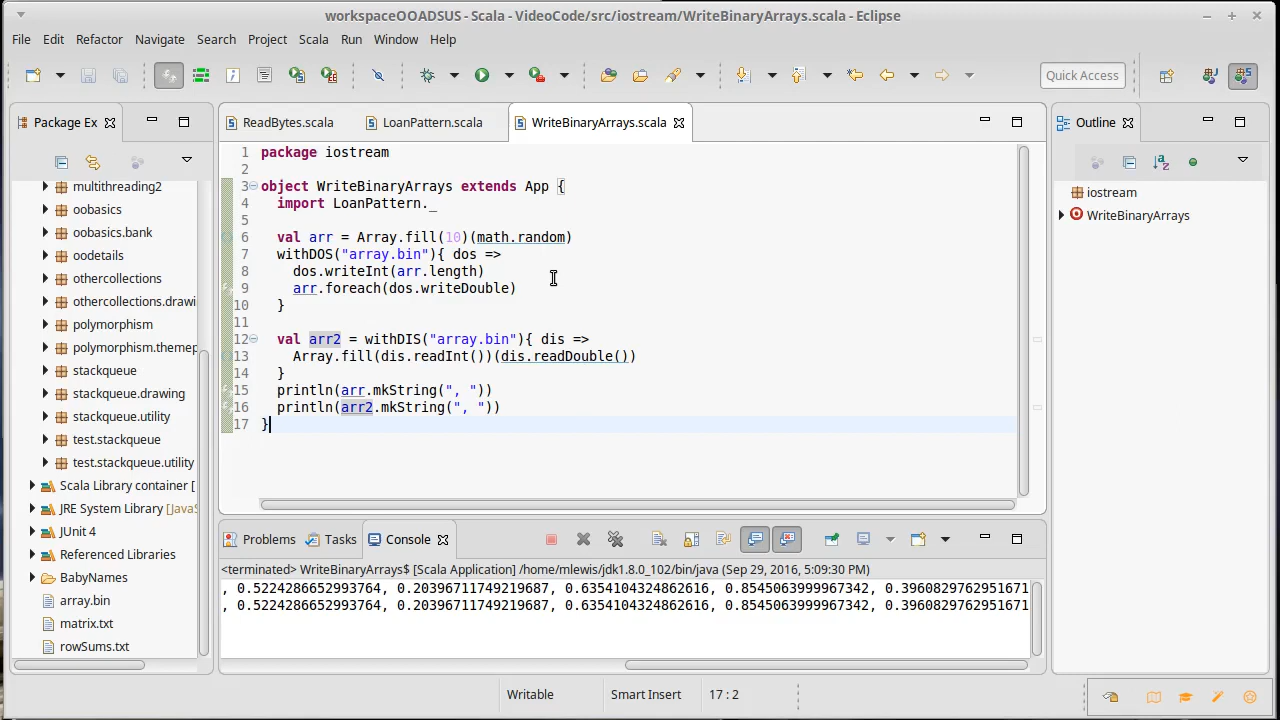 workspaceOOADSUS - Scala - VideoCode/src/iostream/WriteBinaryArrays.scala - Eclipse
File Edit Refactor Navigate Search Project Scala Run Window Help
Quick Access
Package Ex
ReadBytes.scala
LoanPattern.scala
WriteBinaryArrays.scala
Outline
multithreading2
oobasics
oobasics.bank
oodetails
othercollections
othercollections.drawi
polymorphism
polymorphism.themep
stackqueue
stackqueue.drawing
stackqueue.utility
test.stackqueue
test.stackqueue.utility
Scala Library container [
JRE System Library [JavaS
JUnit 4
Referenced Libraries
BabyNames
array.bin
matrix.txt
rowSums.txt
1 package iostream
2
3 object WriteBinaryArrays extends App {
4 import LoanPattern._
5
6 val arr = Array.fill(10)(math.random)
7 withDOS("array.bin"){ dos =>
8 dos.writeInt(arr.length)
9 arr.foreach(dos.writeDouble)
10 }
11
12 val arr2 = withDIS("array.bin"){ dis =>
13 Array.fill(dis.readInt())(dis.readDouble())
14 }
15 println(arr.mkString(", "))
16 println(arr2.mkString(", "))
17 }
iostream
WriteBinaryArrays
Problems Tasks Console
<terminated> WriteBinaryArrays$ [Scala Application] /home/mlewis/jdk1.8.0_102/bin/java (Sep 29, 2016, 5:09:30 PM)
, 0.5224286652993764, 0.20396711749219687, 0.6354104324862616, 0.8545063999967342, 0.3960829762951671
, 0.5224286652993764, 0.20396711749219687, 0.6354104324862616, 0.8545063999967342, 0.3960829762951671
Writable
Smart Insert
17 : 2